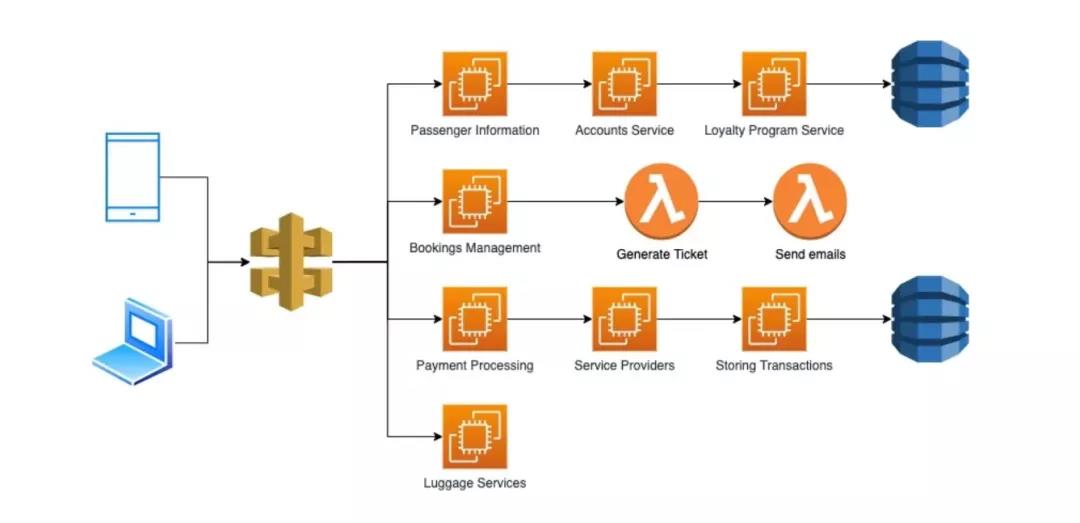 Passenger Information
Accounts Service
Loyalty Program Service
Bookings Management
Generate Ticket
Send emails
Payment Processing
Service Providers
Storing Transactions
Luggage Services